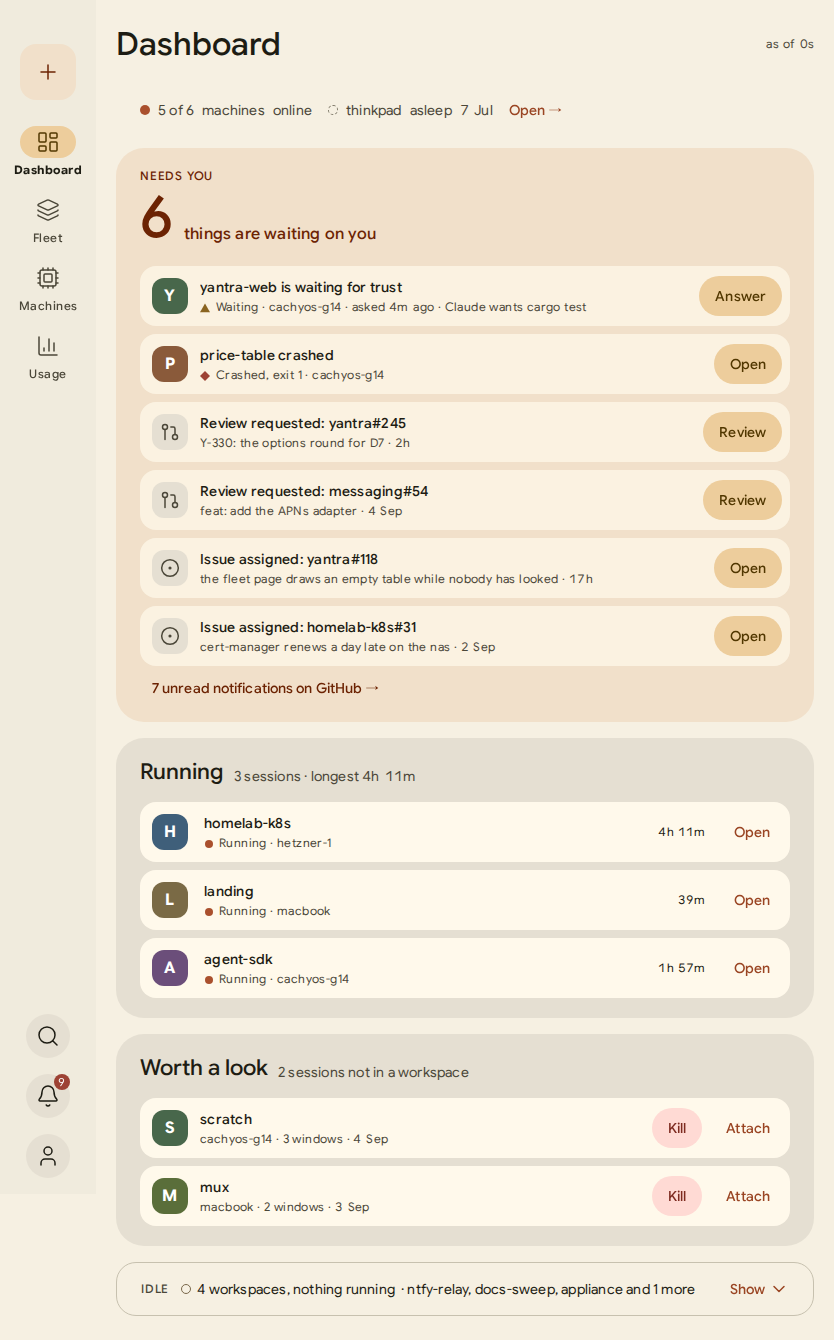 Dashboard
as of 0s
Dashboard
Fleet
Machines
Usage
5 of 6 machines online
thinkpad asleep 7 Jul
Open →
NEEDS YOU
6 things are waiting on you
Y
yantra-web is waiting for trust
Waiting · cachyos-g14 · asked 4m ago · Claude wants cargo test
Answer
P
price-table crashed
Crashed, exit 1 · cachyos-g14
Open
Review requested: yantra#245
Y-330: the options round for D7 · 2h
Review
Review requested: messaging#54
feat: add the APNs adapter · 4 Sep
Review
Issue assigned: yantra#118
the fleet page draws an empty table while nobody has looked · 17h
Open
Issue assigned: homelab-k8s#31
cert-manager renews a day late on the nas · 2 Sep
Open
7 unread notifications on GitHub →
Running 3 sessions · longest 4h 11m
H
homelab-k8s
Running · hetzner-1
4h 11m
Open
L
landing
Running · macbook
39m
Open
A
agent-sdk
Running · cachyos-g14
1h 57m
Open
Worth a look 2 sessions not in a workspace
S
scratch
cachyos-g14 · 3 windows · 4 Sep
Kill
Attach
M
mux
macbook · 2 windows · 3 Sep
Kill
Attach
9
IDLE 4 workspaces, nothing running · ntfy-relay, docs-sweep, appliance and 1 more
Show